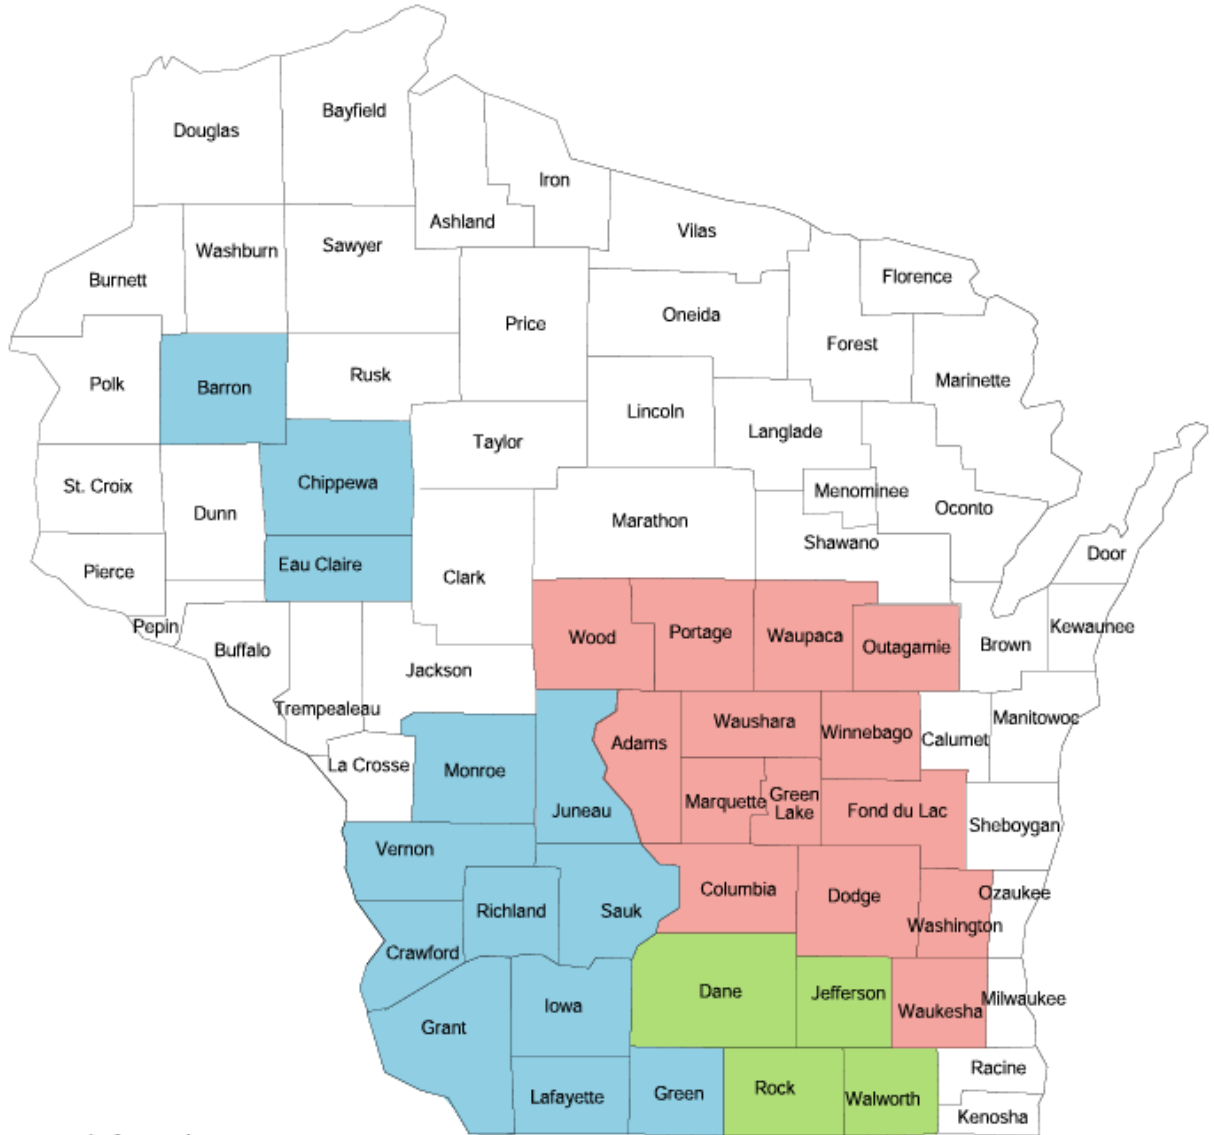 Bayfield
Douglas
Iron
Ashland
Vilas
Washburn
Sawyer
Burnett
Florence
Oneida
Price
Forest
Rusk
Marinette
Polk
Barron
Lincoln
Langlade
Taylor
Chippewa
St. Croix
Menominee
Oconto
Dunn
Marathon
Shawano
Door
Eau Claire
Pierce
Clark
Pepin
Kewaunee
Portage
Waupaca
Wood
Brown
Outagamie
Buffalo
Jackson
Trempealeau
Manitowoc
Waushara
Winnebago
Calumet
Adams
La Crosse
Monroe
Green
Lake
Marquette
Juneau
Fond du Lac
Sheboygan
Vernon
Columbia
Dodge
Ozaukee
Richland
Sauk
Washington
Crawford
Dane
Jefferson
Milwaukee
Iowa
Waukesha
Grant
Racine
Rock
Green
Lafayette
Walworth
Kenosha